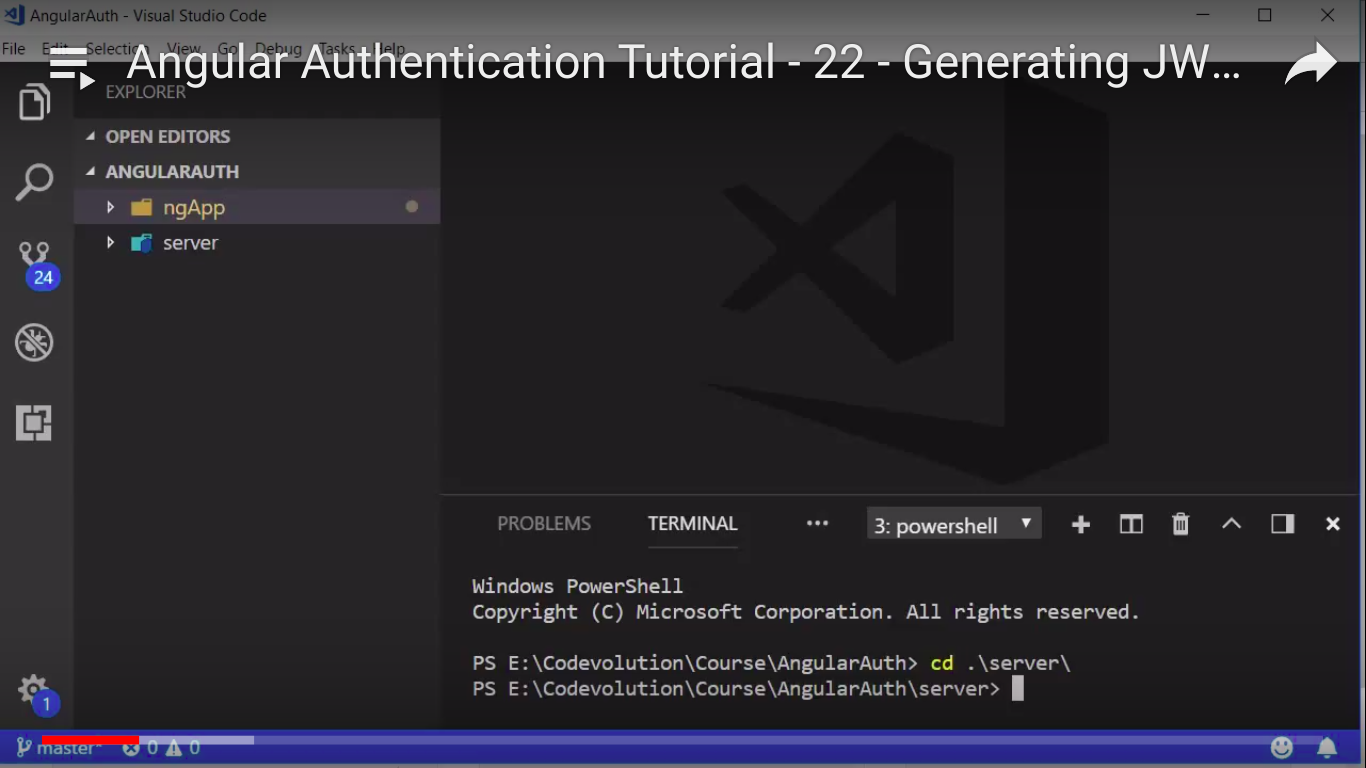 AngularAuth - Visual Studio Code
File Edit Selection View Go Debug Tasks Help
Angular Authentication Tutorial - 22 - Generating JW...
EXPLORER
OPEN EDITORS
ANGULARAUTH
ngApp
server
24
PROBLEMS TERMINAL ... 3: powershell
Windows PowerShell
Copyright (C) Microsoft Corporation. All rights reserved.
PS E:\Codevolution\Course\AngularAuth> cd .\server\
PS E:\Codevolution\Course\AngularAuth\server>
1
master* 0 0